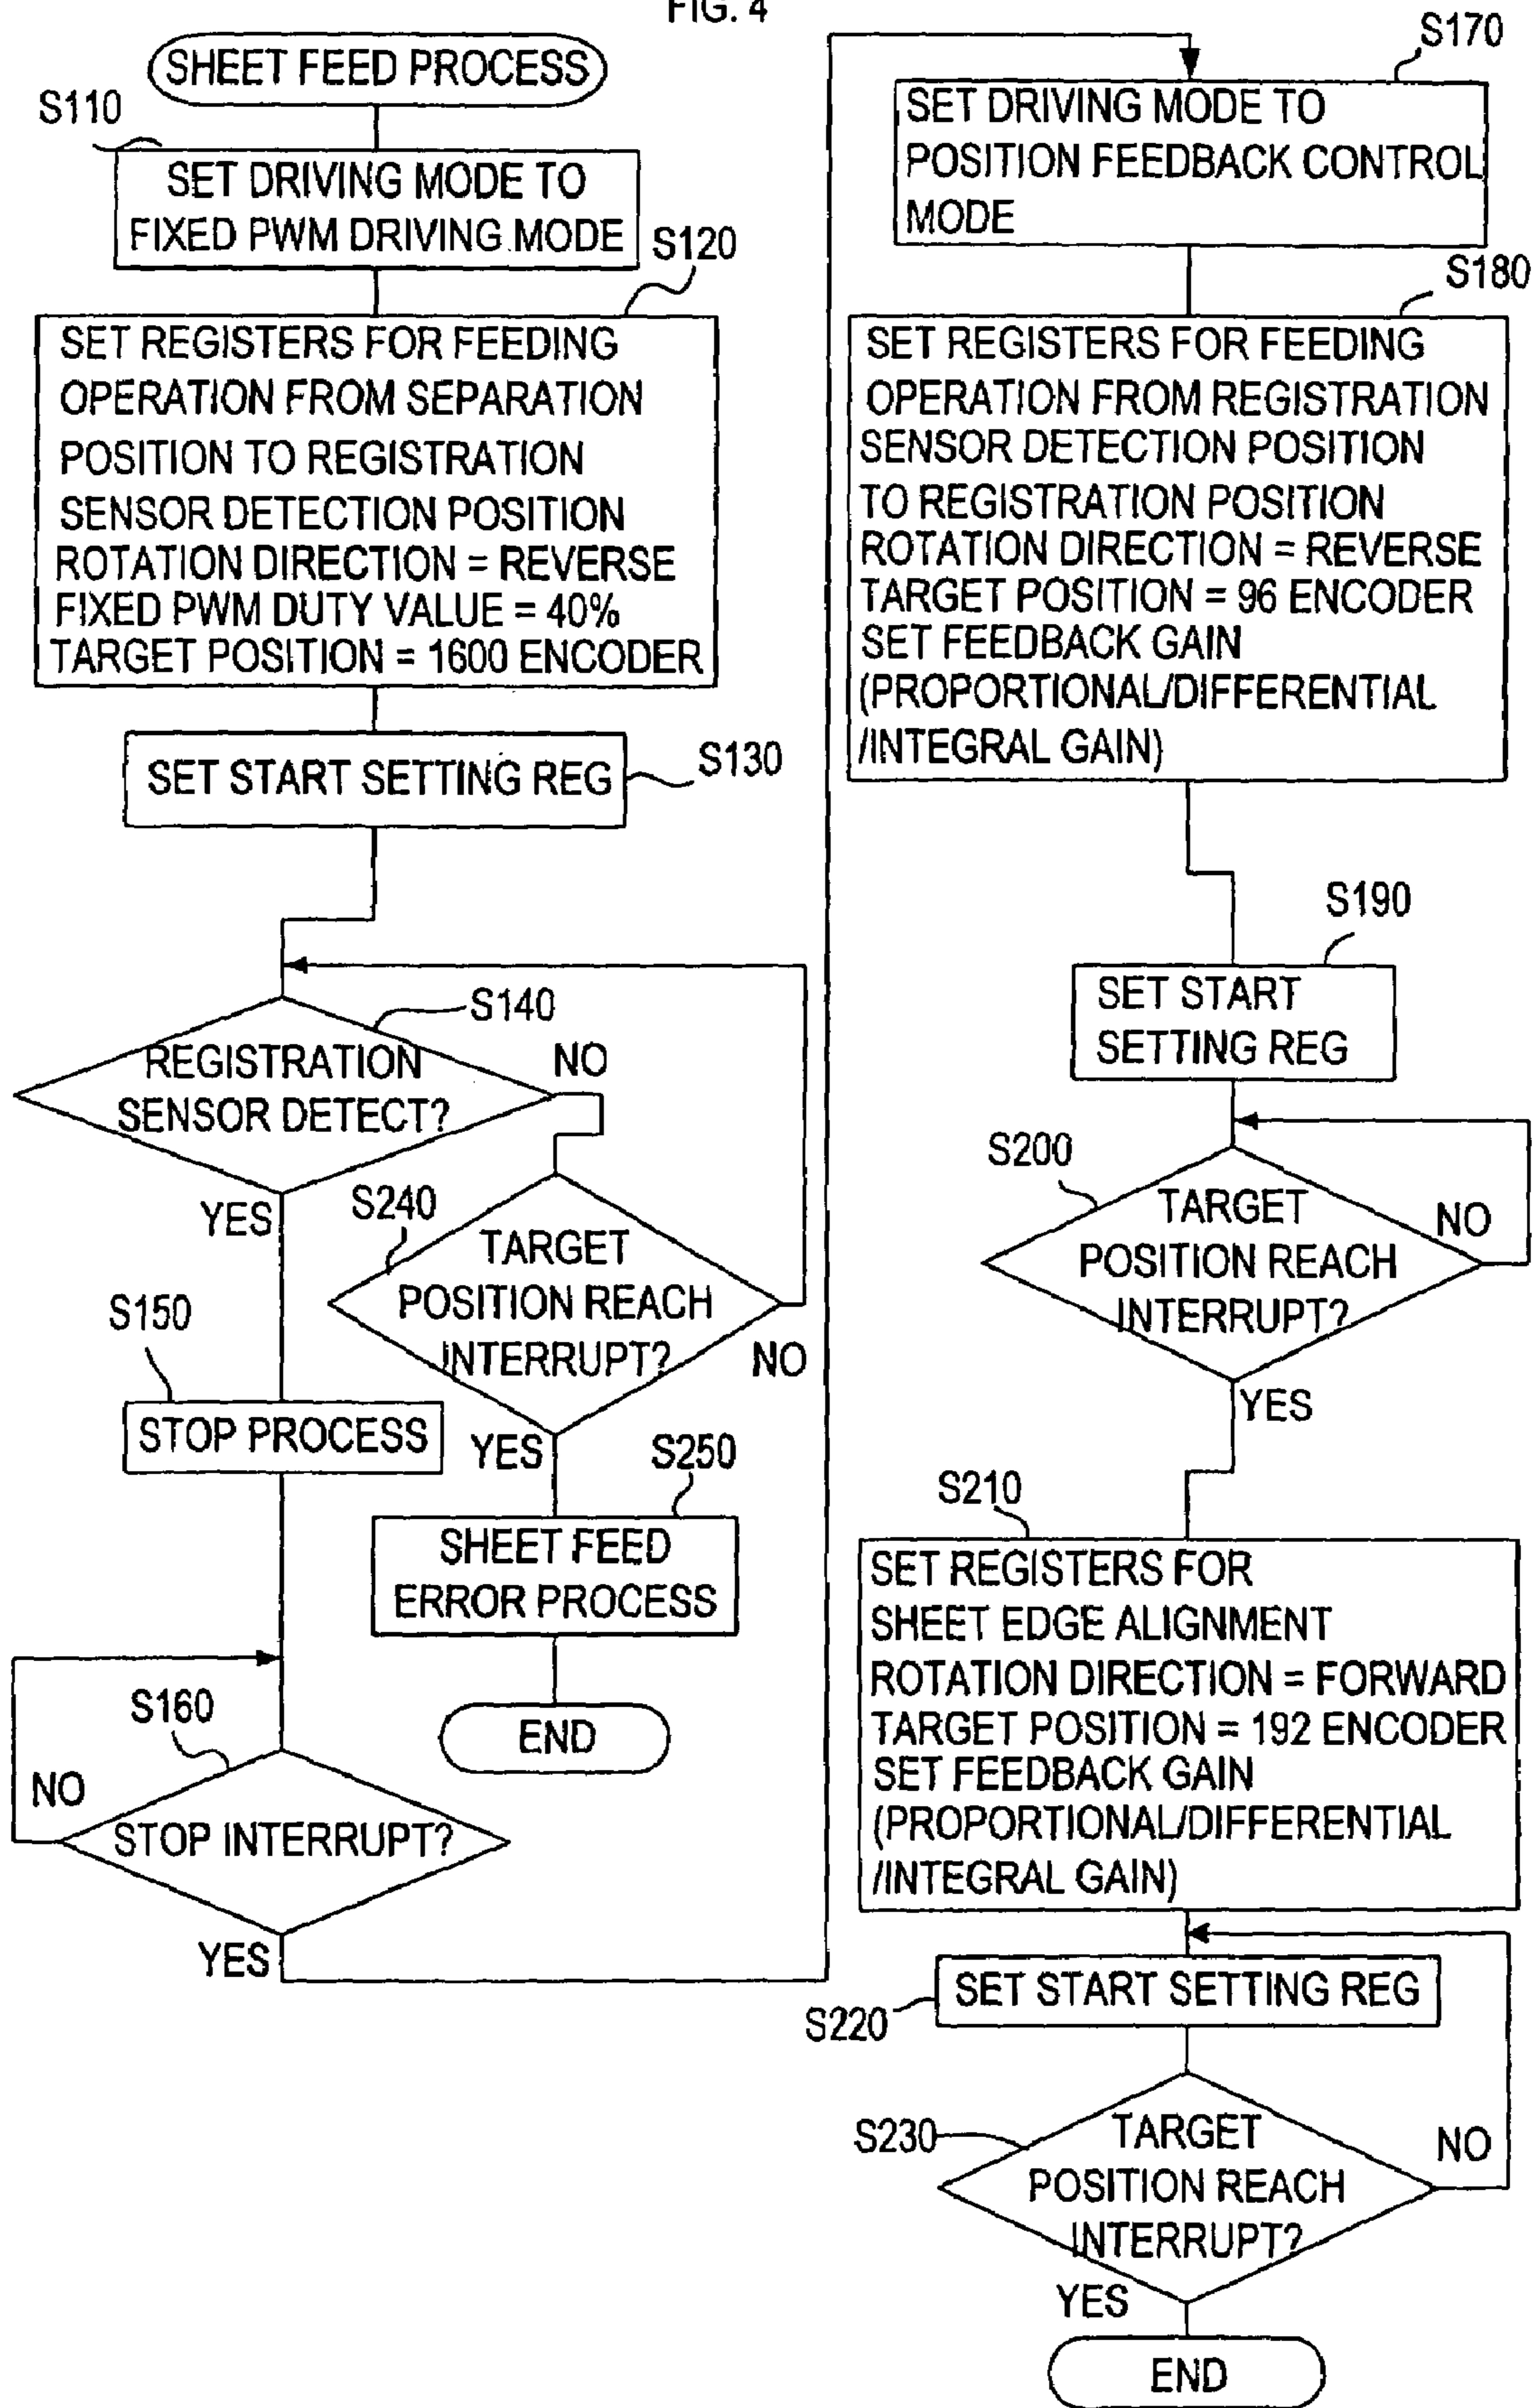 FIG. 4
SHEET FEED PROCESS
S110
SET DRIVING MODE TO
FIXED PWM DRIVING MODE
S120
SET REGISTERS FOR FEEDING
OPERATION FROM SEPARATION
POSITION TO REGISTRATION
SENSOR DETECTION POSITION
ROTATION DIRECTION = REVERSE
FIXED PWM DUTY VALUE = 40%
TARGET POSITION = 1600 ENCODER
SET START SETTING REG
S130
S140
REGISTRATION
SENSOR DETECT?
NO
YES
S240
TARGET
POSITION REACH
INTERRUPT?
NO
YES
S150
STOP PROCESS
S250
SHEET FEED
ERROR PROCESS
END
S160
NO
STOP INTERRUPT?
YES
S170
SET DRIVING MODE TO
POSITION FEEDBACK CONTROL
MODE
S180
SET REGISTERS FOR FEEDING
OPERATION FROM REGISTRATION
SENSOR DETECTION POSITION
TO REGISTRATION POSITION
ROTATION DIRECTION = REVERSE
TARGET POSITION = 96 ENCODER
SET FEEDBACK GAIN
(PROPORTIONAL/DIFFERENTIAL
/INTEGRAL GAIN)
S190
SET START
SETTING REG
S200
TARGET
POSITION REACH
INTERRUPT?
NO
YES
S210
SET REGISTERS FOR
SHEET EDGE ALIGNMENT
ROTATION DIRECTION = FORWARD
TARGET POSITION = 192 ENCODER
SET FEEDBACK GAIN
(PROPORTIONAL/DIFFERENTIAL
/INTEGRAL GAIN)
SET START SETTING REG
S220
S230
TARGET
POSITION REACH
INTERRUPT?
NO
YES
END